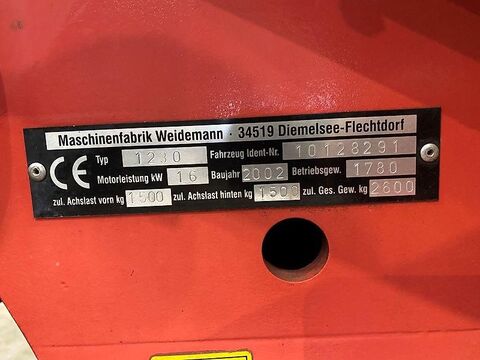 Maschinenfabrik Weidemann · 34519 Diemelsee-Flechtdorf
CE Typ 1230 Fahrzeug Ident-Nr. 10128291
Motorleistung kW 16 Baujahr 2002 Betriebsgew. 1780
zul. Achslast vorn kg 1500 zul. Achslast hinten kg 1500 zul. Ges. Gew. kg 2600